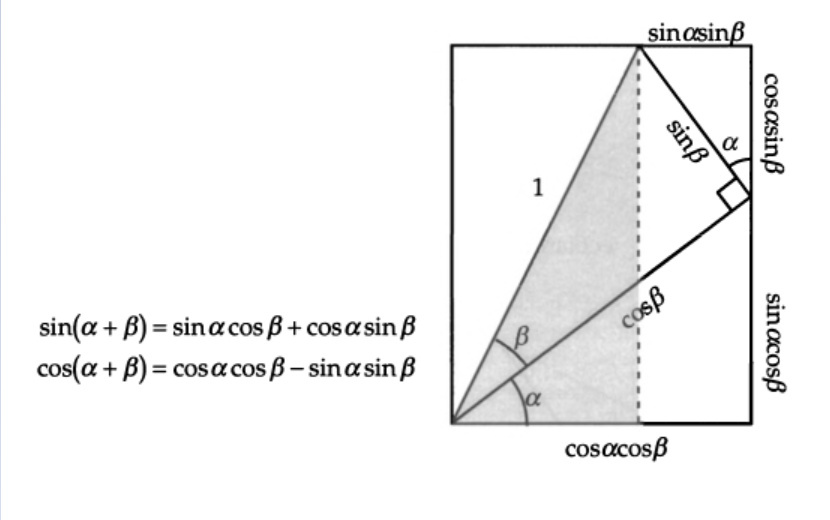 sinαsinβ
cosαsinβ
α
sinβ
1
sin(α + β) = sin α cos β + cos α sin β
cos(α + β) = cos α cos β − sin α sin β
β
cosβ
sinαcosβ
α
cosαcosβ